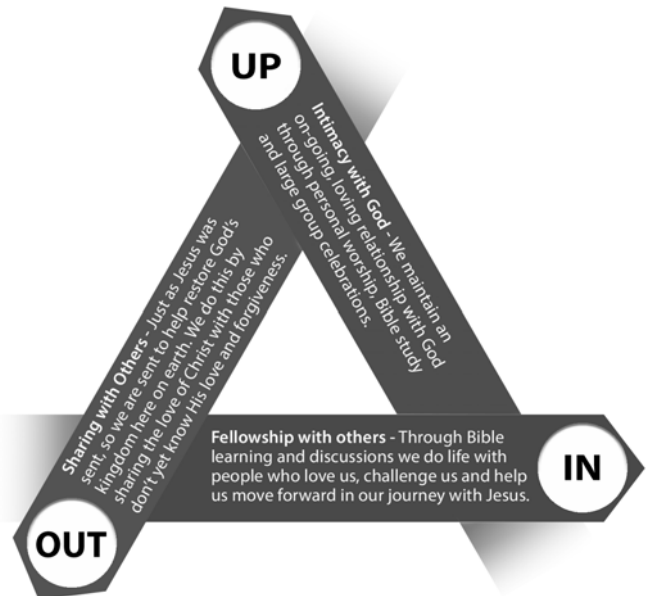 UP
Intimacy with God - We maintain an
on-going, loving relationship with God
through personal worship, Bible study
and large group celebrations.
Sharing with Others - Just as Jesus was
sent, so we are sent to help restore God's
kingdom here on earth. We do this by
sharing the love of Christ with those who
don't yet know His love and forgiveness.
OUT
Fellowship with others - Through Bible
learning and discussions we do life with
people who love us, challenge us and help
us move forward in our journey with Jesus.
IN